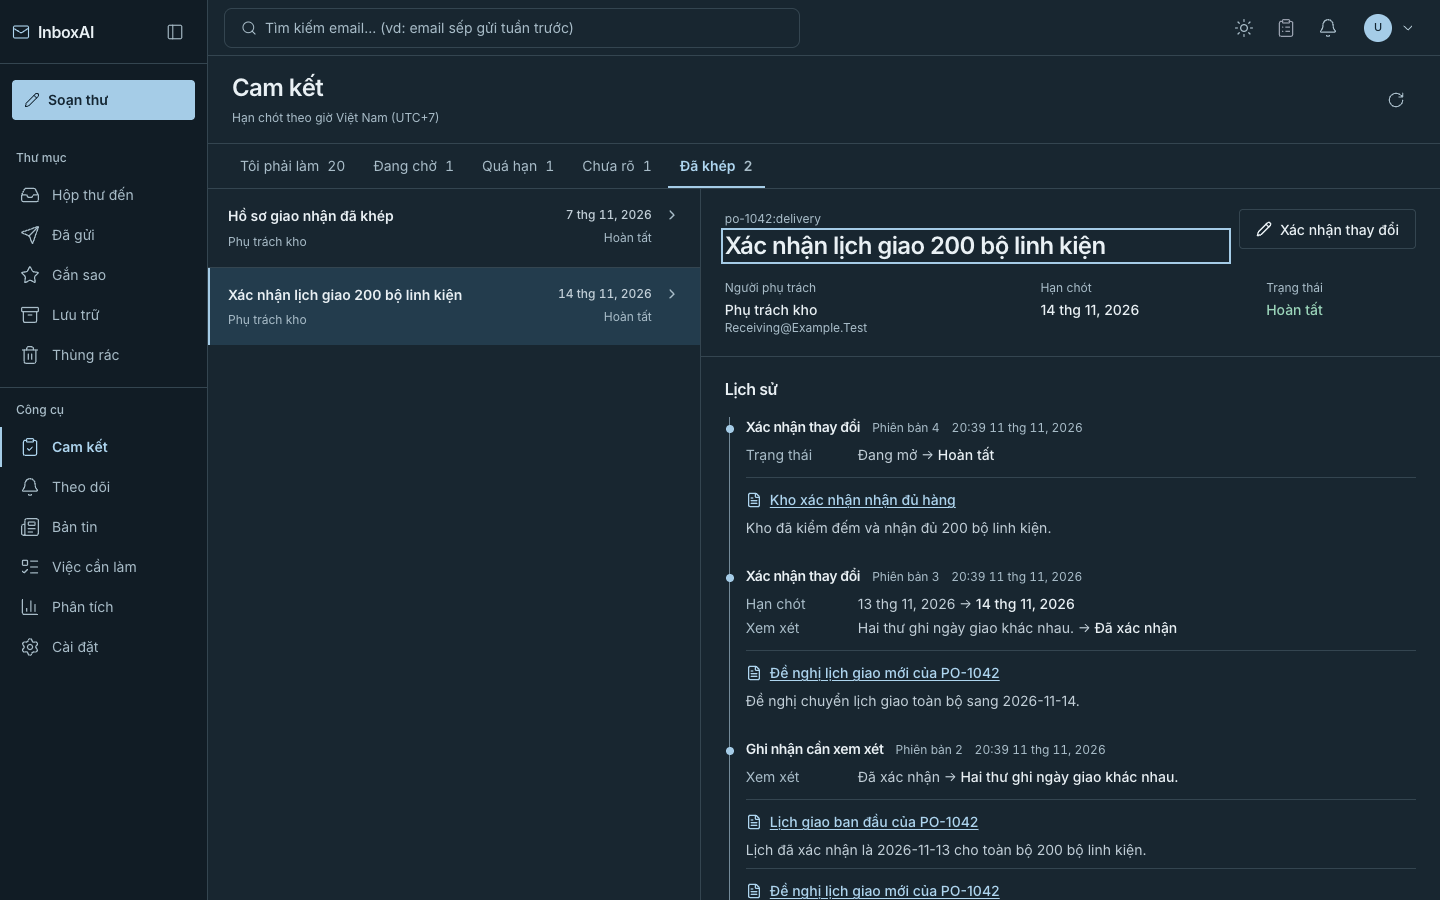 InboxAI
Tìm kiếm email... (vd: email sếp gửi tuần trước)
U
Soạn thư
Thư mục
Hộp thư đến
Đã gửi
Gắn sao
Lưu trữ
Thùng rác
Công cụ
Cam kết
Theo dõi
Bản tin
Việc cần làm
Phân tích
Cài đặt
Cam kết
Hạn chót theo giờ Việt Nam (UTC+7)
Tôi phải làm 20 Đang chờ 1 Quá hạn 1 Chưa rõ 1 Đã khép 2
Hồ sơ giao nhận đã khép 7 thg 11, 2026
Phụ trách kho Hoàn tất
Xác nhận lịch giao 200 bộ linh kiện 14 thg 11, 2026
Phụ trách kho Hoàn tất
po-1042:delivery
Xác nhận lịch giao 200 bộ linh kiện
Xác nhận thay đổi
Người phụ trách Hạn chót Trạng thái
Phụ trách kho 14 thg 11, 2026 Hoàn tất
Receiving@Example.Test
Lịch sử
Xác nhận thay đổi Phiên bản 4 20:39 11 thg 11, 2026
Trạng thái Đang mở → Hoàn tất
Kho xác nhận nhận đủ hàng
Kho đã kiểm đếm và nhận đủ 200 bộ linh kiện.
Xác nhận thay đổi Phiên bản 3 20:39 11 thg 11, 2026
Hạn chót 13 thg 11, 2026 → 14 thg 11, 2026
Xem xét Hai thư ghi ngày giao khác nhau. → Đã xác nhận
Đề nghị lịch giao mới của PO-1042
Đề nghị chuyển lịch giao toàn bộ sang 2026-11-14.
Ghi nhận cần xem xét Phiên bản 2 20:39 11 thg 11, 2026
Xem xét Đã xác nhận → Hai thư ghi ngày giao khác nhau.
Lịch giao ban đầu của PO-1042
Lịch đã xác nhận là 2026-11-13 cho toàn bộ 200 bộ linh kiện.
Đề nghị lịch giao mới của PO-1042